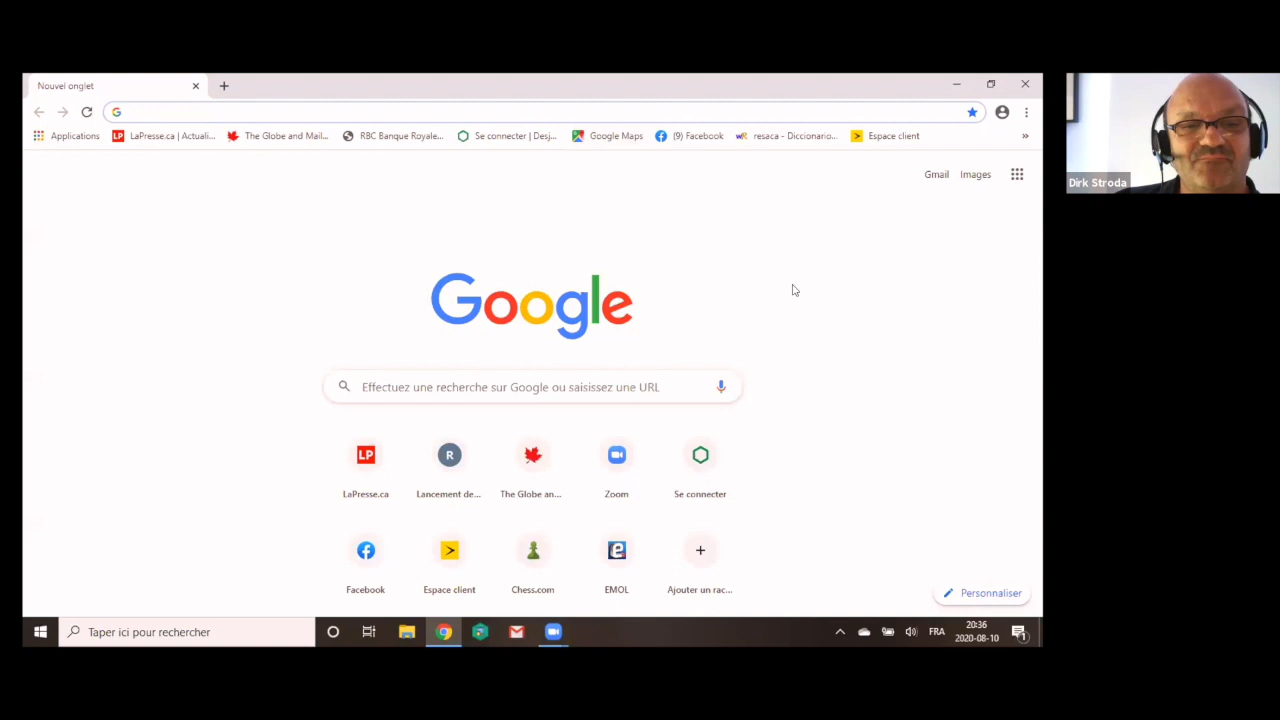 Nouvel onglet
Applications LaPresse.ca | Actuali... The Globe and Mail... RBC Banque Royale... Se connecter | Desj... Google Maps (9) Facebook wR resaca - Diccionario... Espace client »
Gmail Images
Google
Effectuez une recherche sur Google ou saisissez une URL
LP R
LaPresse.ca Lancement de... The Globe an... Zoom Se connecter
Facebook Espace client Chess.com EMOL Ajouter un rac...
Personnaliser
Taper ici pour rechercher
FRA
20:36
2020-08-10
1
Dirk Stroda